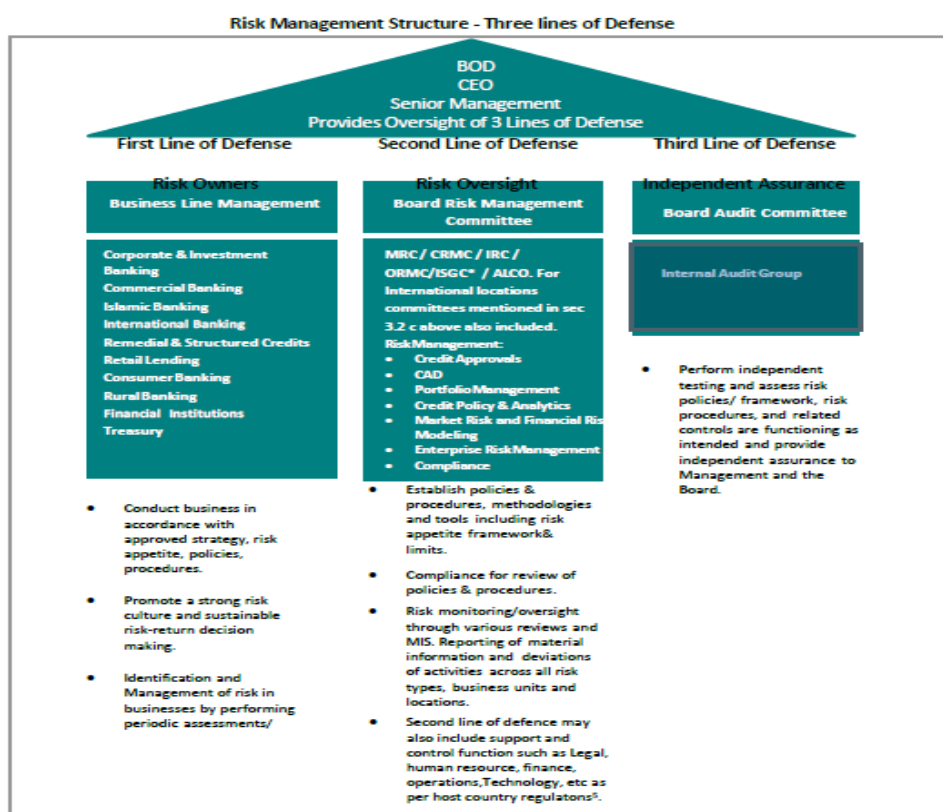 Risk Management Structure - Three lines of Defense
BOD
CEO
Senior Management
Provides Oversight of 3 Lines of Defense
First Line of Defense
Risk Owners
Business Line Management
Corporate & Investment
Banking
Commercial Banking
Islamic Banking
International Banking
Remedial & Structured Credits
Retail Lending
Consumer Banking
Rural Banking
Financial Institutions
Treasury
• Conduct business in
accordance with
approved strategy, risk
appetite, policies,
procedures.
• Promote a strong risk
culture and sustainable
risk-return decision
making.
• Identification and
Management of risk in
businesses by performing
periodic assessments/
Second Line of Defense
Risk Oversight
Board Risk Management
Committee
MRC / CRMC / IRC /
ORMC/ISGC* / ALCO. For
International locations
committees mentioned in sec
3.2 c above also included.
Risk Management:
• Credit Approvals
• CAD
• Portfolio Management
• Credit Policy & Analytics
• Market Risk and Financial Ris
Modeling
• Enterprise Risk Management
• Compliance
• Establish policies &
procedures, methodologies
and tools including risk
appetite framework&
limits.
• Compliance for review of
policies & procedures.
• Risk monitoring/oversight
through various reviews and
MIS. Reporting of material
information and deviations
of activities across all risk
types, business units and
locations.
• Second line of defence may
also include support and
control function such as Legal,
human resource, finance,
operations,Technology, etc as
per host country regulatons⁵.
Third Line of Defense
Independent Assurance
Board Audit Committee
Internal Audit Group
• Perform independent
testing and assess risk
policies/ framework, risk
procedures, and related
controls are functioning as
intended and provide
independent assurance to
Management and the
Board.